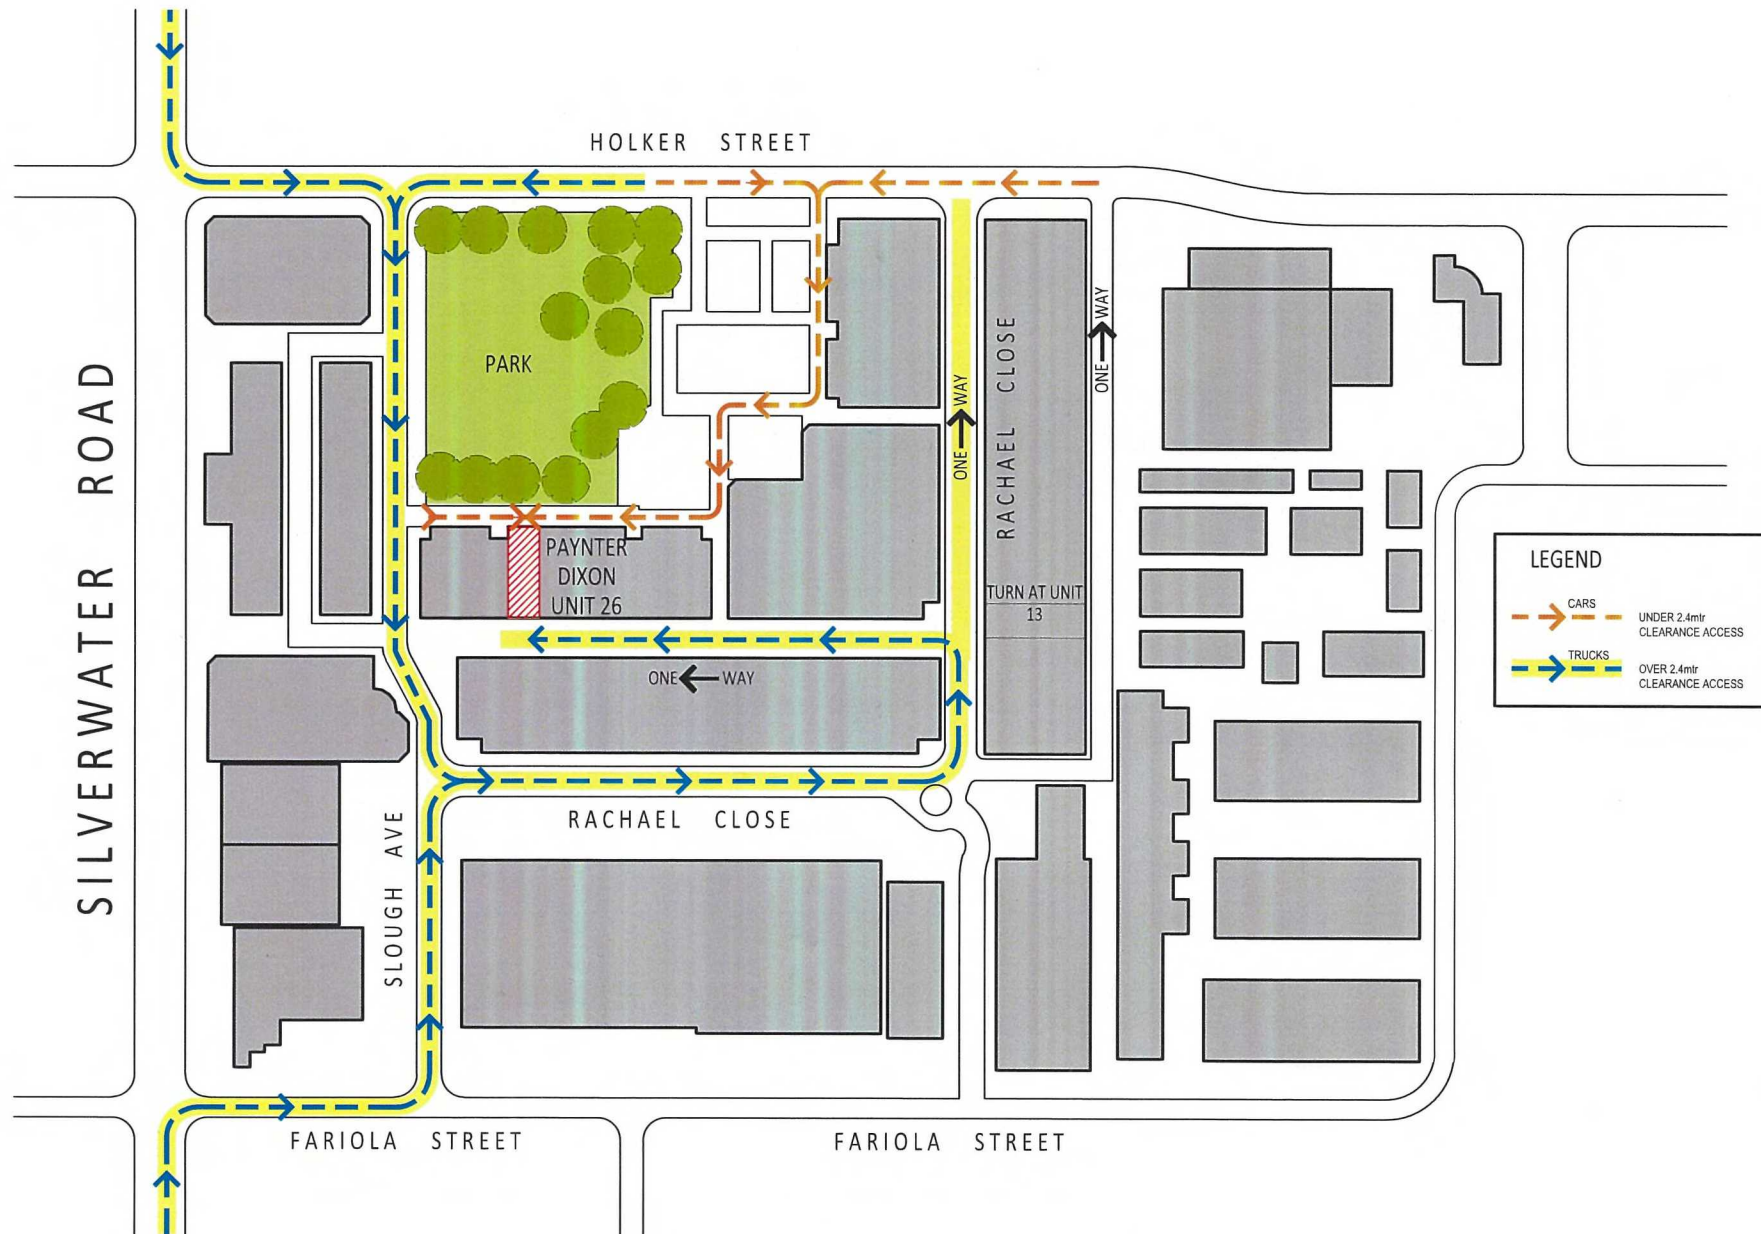 HOLKER STREET
PARK
SILVERWATER ROAD
PAYNTER
DIXON
UNIT 26
ONE WAY
RACHAEL CLOSE
ONE WAY
TURN AT UNIT
13
ONE WAY
RACHAEL CLOSE
SLOUGH AVE
FARIOLA STREET
FARIOLA STREET
LEGEND
CARS
UNDER 2.4mtr
CLEARANCE ACCESS
TRUCKS
OVER 2.4mtr
CLEARANCE ACCESS